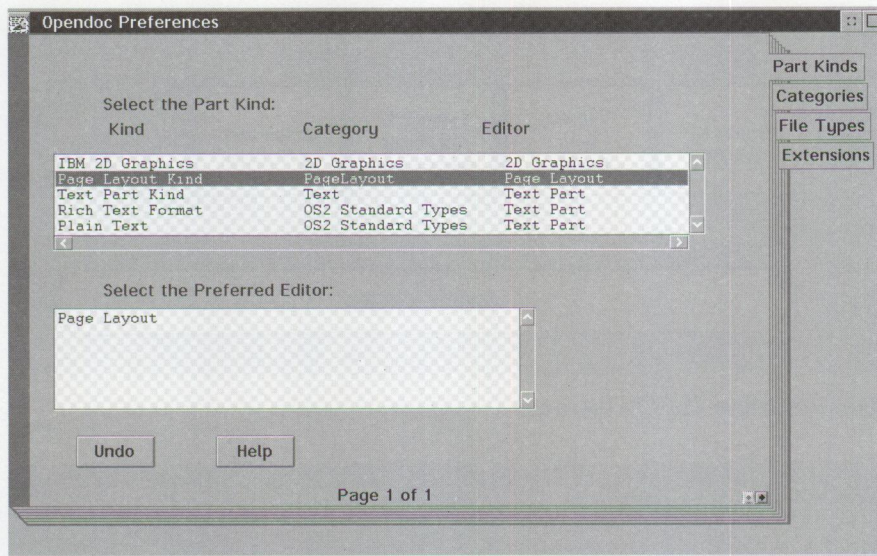 Opendoc Preferences
Part Kinds
Categories
File Types
Extensions
Select the Part Kind:
Kind Category Editor
IBM 2D Graphics 2D Graphics 2D Graphics
Page Layout Kind PageLayout Page Layout
Text Part Kind Text Text Part
Rich Text Format OS2 Standard Types Text Part
Plain Text OS2 Standard Types Text Part
Select the Preferred Editor:
Page Layout
Undo Help
Page 1 of 1